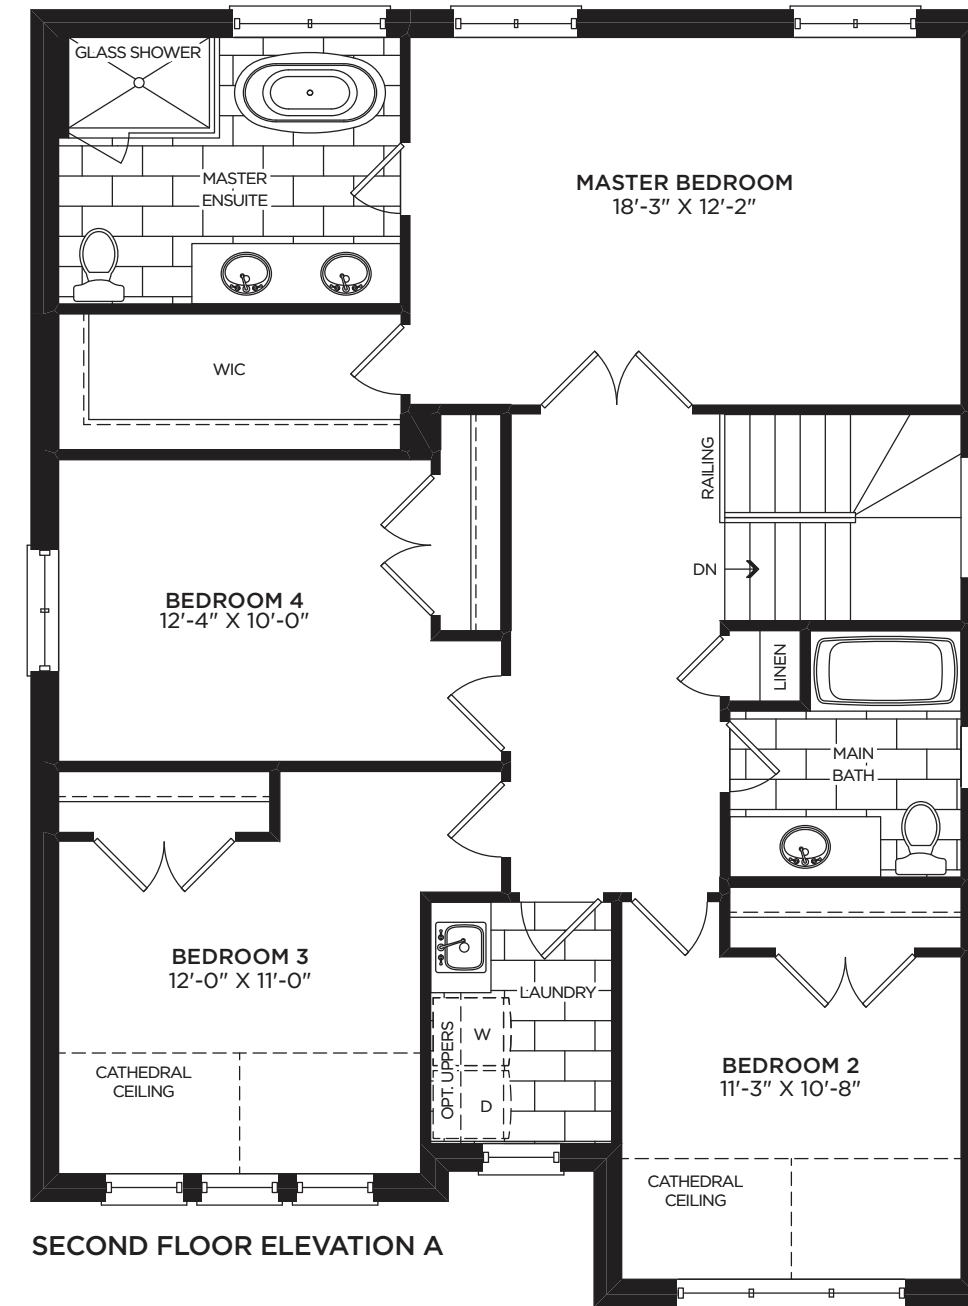 GLASS SHOWER
MASTER
ENSUITE
MASTER BEDROOM
18'-3" X 12'-2"
WIC
RAILING
DN
BEDROOM 4
12'-4" X 10'-0"
LINEN
MAIN
BATH
BEDROOM 3
12'-0" X 11'-0"
LAUNDRY
OPT. UPPERS
W
D
CATHEDRAL
CEILING
BEDROOM 2
11'-3" X 10'-8"
CATHEDRAL
CEILING
SECOND FLOOR ELEVATION A